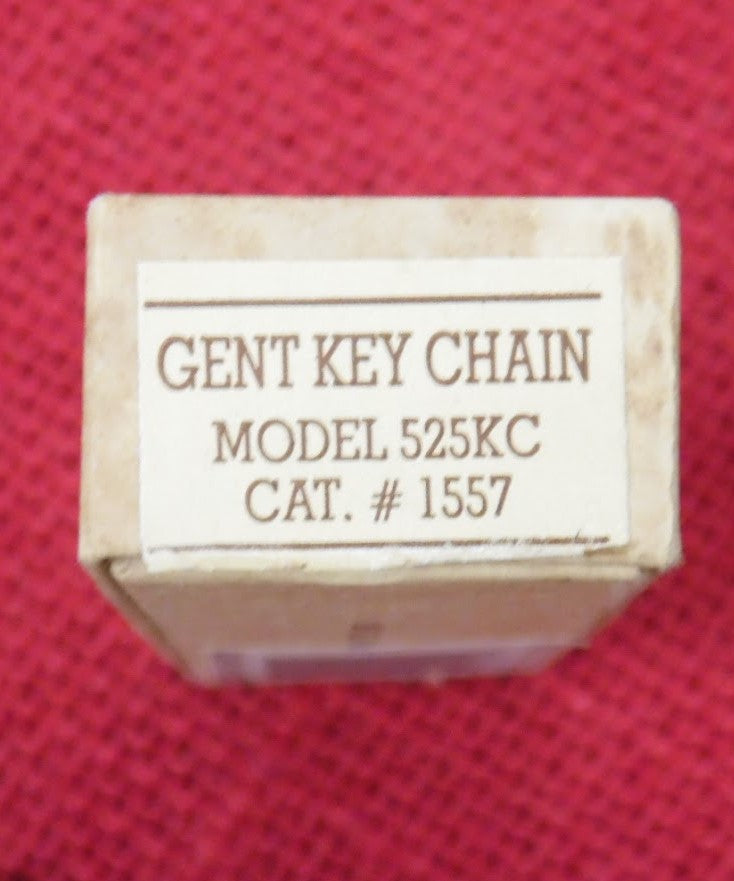 GENT KEY CHAIN
MODEL 525KC
CAT. # 1557